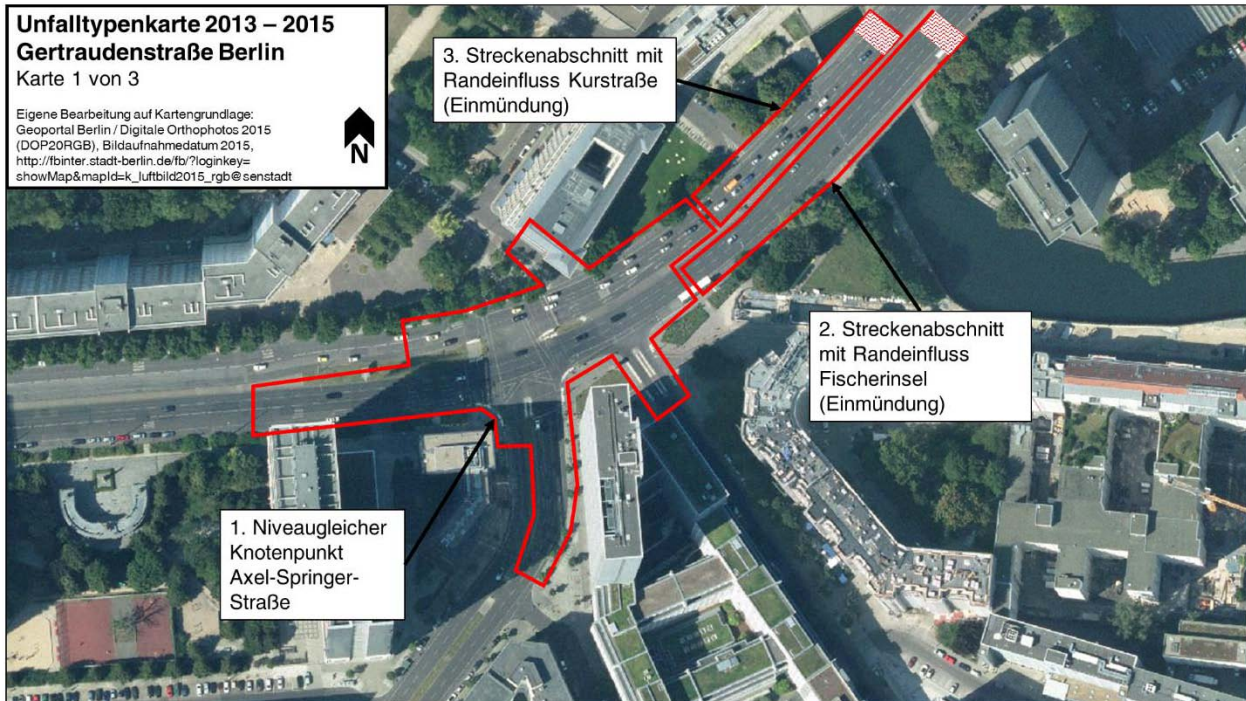 Unfalltypenkarte 2013 – 2015
Gertraudenstraße Berlin
Karte 1 von 3
Eigene Bearbeitung auf Kartengrundlage:
Geoportal Berlin / Digitale Orthophotos 2015
(DOP20RGB), Bildaufnahmedatum 2015,
http://fbinter.stadt-berlin.de/fb/?loginkey=
showMap&mapId=k_luftbild2015_rgb@senstadt
N
3. Streckenabschnitt mit
Randeinfluss Kurstraße
(Einmündung)
2. Streckenabschnitt
mit Randeinfluss
Fischerinsel
(Einmündung)
1. Niveaugleicher
Knotenpunkt
Axel-Springer-
Straße